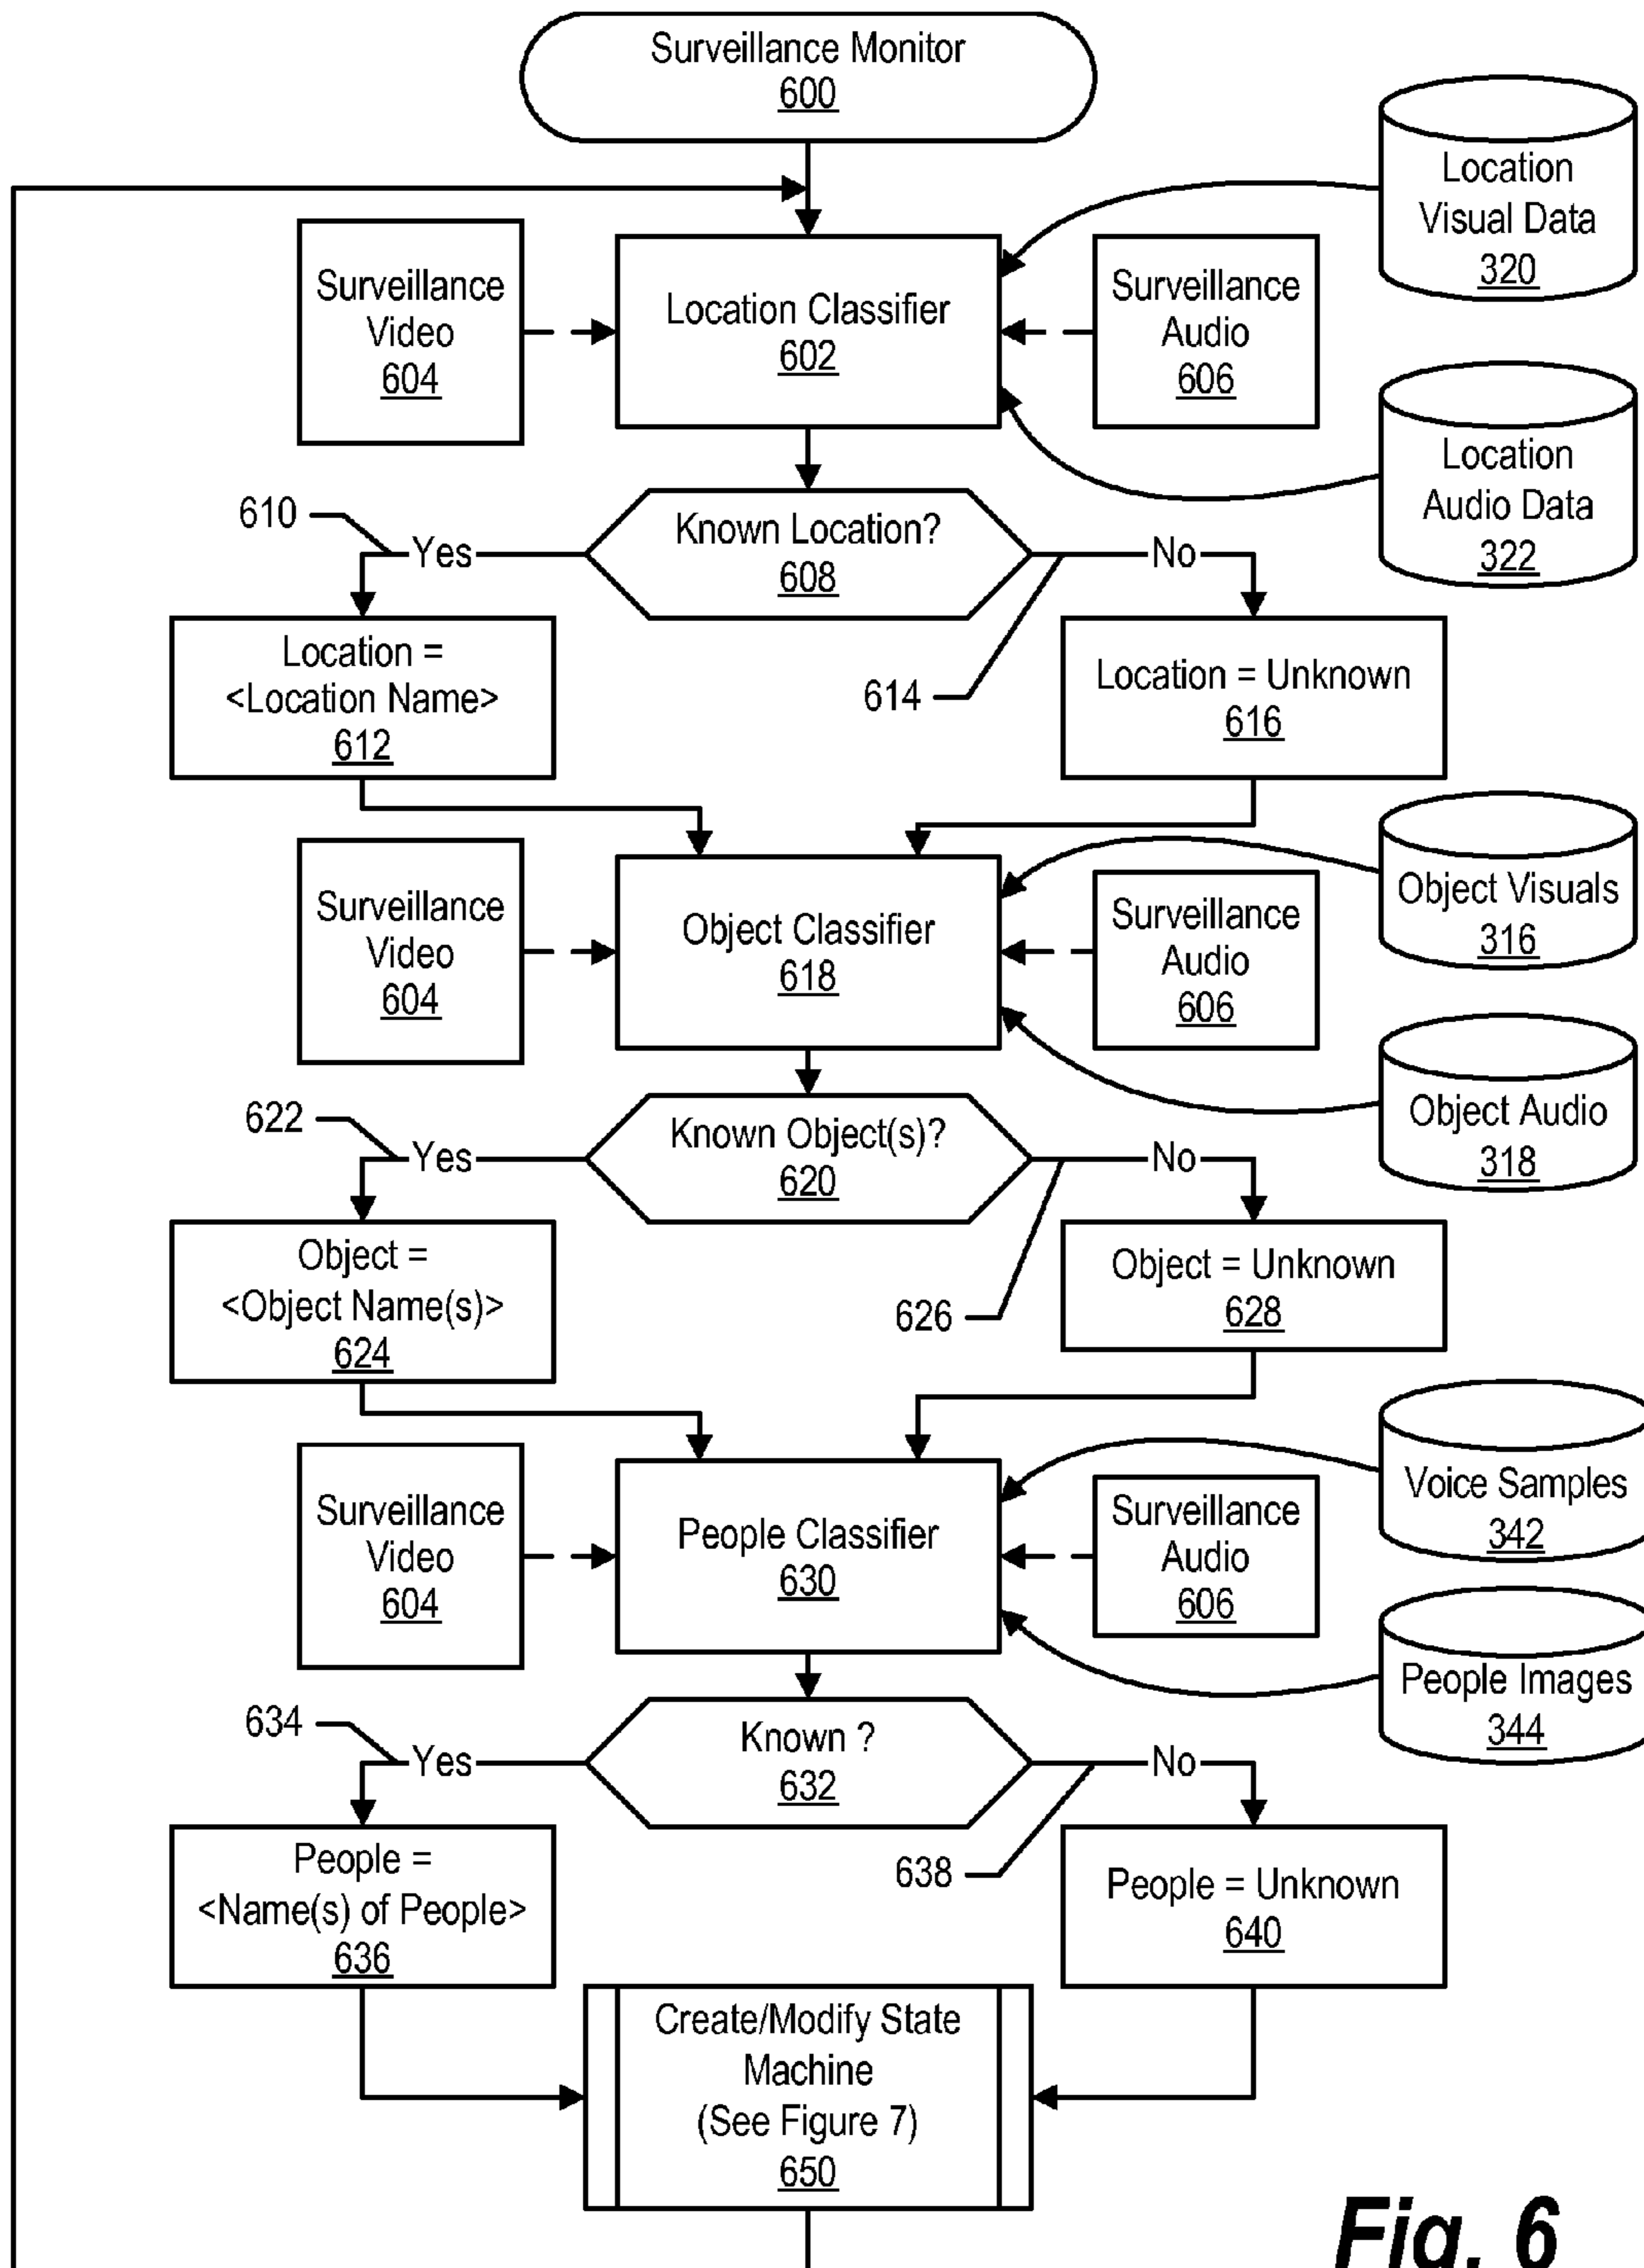 Surveillance Monitor
600
Location
Visual Data
320
Surveillance
Video
604
Location Classifier
602
Surveillance
Audio
606
Location
Audio Data
322
610
Yes
Known Location?
608
No
614
Location =
<Location Name>
612
Location = Unknown
616
Surveillance
Video
604
Object Classifier
618
Surveillance
Audio
606
Object Visuals
316
Object Audio
318
622
Yes
Known Object(s)?
620
No
626
Object =
<Object Name(s)>
624
Object = Unknown
628
Surveillance
Video
604
People Classifier
630
Surveillance
Audio
606
Voice Samples
342
People Images
344
634
Yes
Known ?
632
No
638
People =
<Name(s) of People>
636
People = Unknown
640
Create/Modify State
Machine
(See Figure 7)
650
Fig. 6